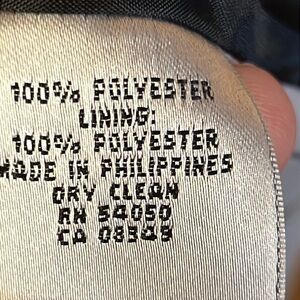 100% POLYESTER
LINING:
100% POLYESTER
MADE IN PHILIPPINES
DRY CLEAN
RN 54050
CA 08348